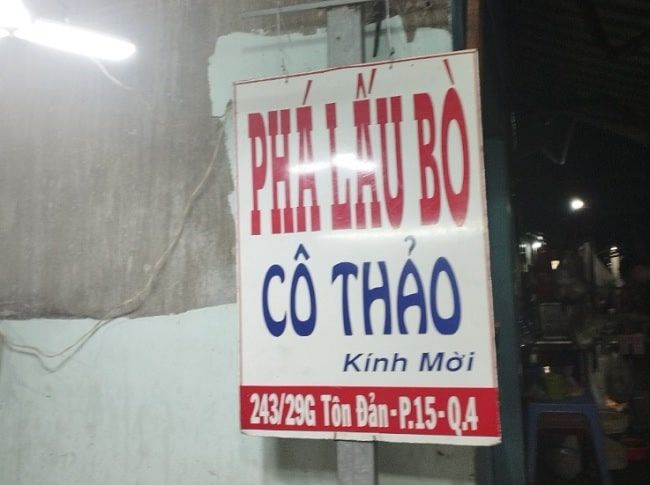 PHÁ LẤU BÒ
CÔ THẢO
Kính Mời
243/29G Tôn Đản-P.15-Q.4